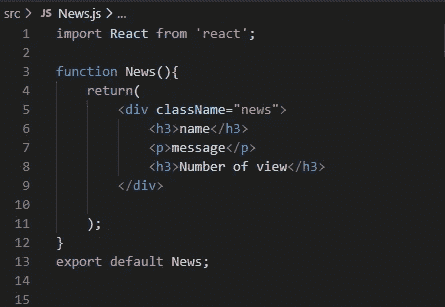 src > JS News.js > ...
1 import React from 'react';
2
3 function News(){
4     return(
5         <div className="news">
6             <h3>name</h3>
7             <p>message</p>
8             <h3>Number of view</h3>
9         </div>
10
11     );
12 }
13 export default News;
14
15